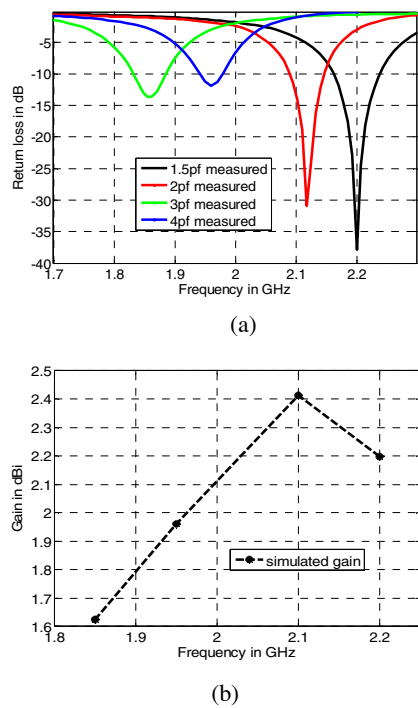 -5
-10
-15
-20
-25
-30
-35
-40
Return loss in dB
1.5pf measured
2pf measured
3pf measured
4pf measured
1.7 1.8 1.9 2 2.1 2.2
Frequency in GHz
(a)
2.5
2.4
2.3
2.2
2.1
2
1.9
1.8
1.7
1.6
Gain in dBi
simulated gain
1.8 1.9 2 2.1 2.2
Frequency in GHz
(b)